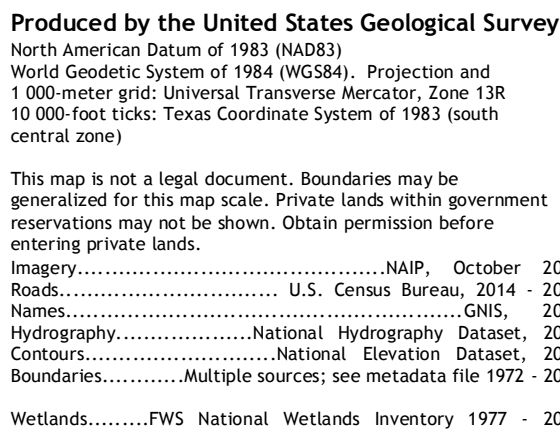 Produced by the United States Geological Survey
North American Datum of 1983 (NAD83)
World Geodetic System of 1984 (WGS84). Projection and
1 000-meter grid: Universal Transverse Mercator, Zone 13R
10 000-foot ticks: Texas Coordinate System of 1983 (south
central zone)
This map is not a legal document. Boundaries may be
generalized for this map scale. Private lands within government
reservations may not be shown. Obtain permission before
entering private lands.
Imagery..........................................NAIP, October 20
Roads.............................. U.S. Census Bureau, 2014 - 20
Names...................................................GNIS, 20
Hydrography...................National Hydrography Dataset, 20
Contours..........................National Elevation Dataset, 20
Boundaries...........Multiple sources; see metadata file 1972 - 20
Wetlands.........FWS National Wetlands Inventory 1977 - 20